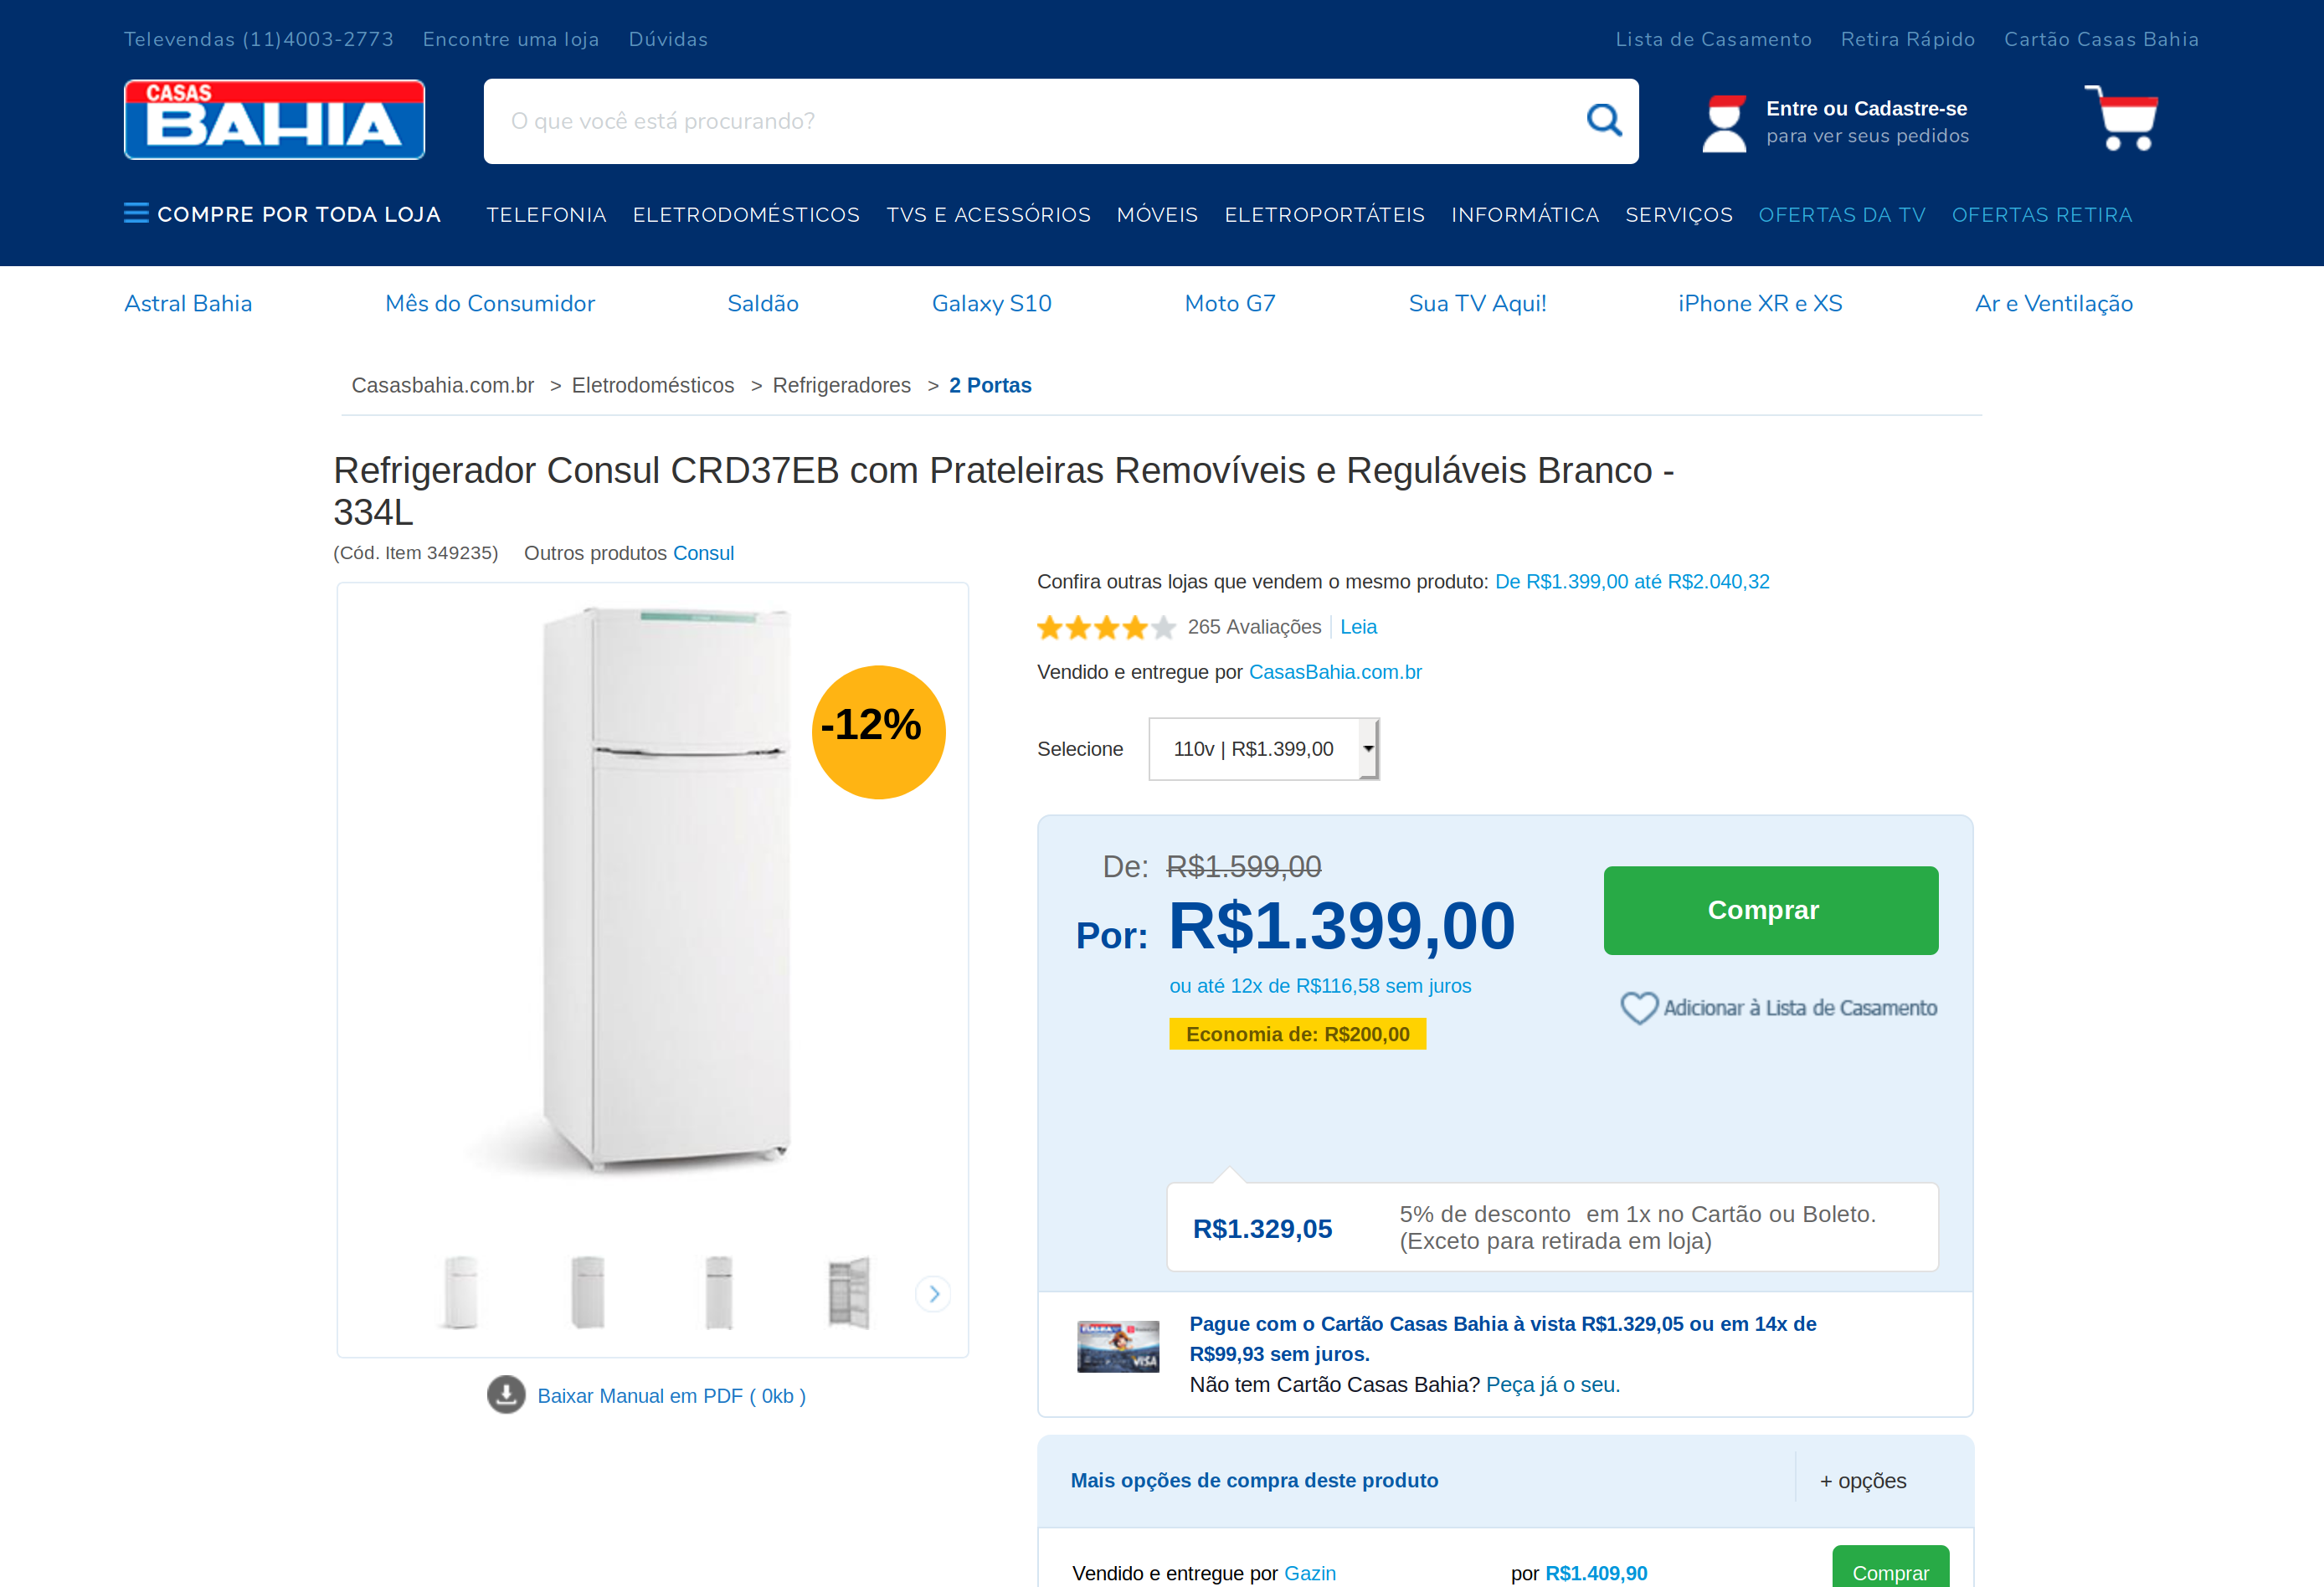 Televendas (11)4003-2773 Encontre uma loja Dúvidas Lista de Casamento Retira Rápido Cartão Casas Bahia
CASAS
BAHIA
O que você está procurando?
Entre ou Cadastre-se
para ver seus pedidos
COMPRE POR TODA LOJA TELEFONIA ELETRODOMÉSTICOS TVS E ACESSÓRIOS MÓVEIS ELETROPORTÁTEIS INFORMÁTICA SERVIÇOS OFERTAS DA TV OFERTAS RETIRA
Astral Bahia Mês do Consumidor Saldão Galaxy S10 Moto G7 Sua TV Aqui! iPhone XR e XS Ar e Ventilação
Casasbahia.com.br > Eletrodomésticos > Refrigeradores > 2 Portas
Refrigerador Consul CRD37EB com Prateleiras Removíveis e Reguláveis Branco -
334L
(Cód. Item 349235) Outros produtos Consul
-12%
Baixar Manual em PDF ( 0kb )
Confira outras lojas que vendem o mesmo produto: De R$1.399,00 até R$2.040,32
265 Avaliações Leia
Vendido e entregue por CasasBahia.com.br
Selecione 110v | R$1.399,00
De: R$1.599,00
Por: R$1.399,00
ou até 12x de R$116,58 sem juros
Economia de: R$200,00
Comprar
Adicionar à Lista de Casamento
R$1.329,05
5% de desconto em 1x no Cartão ou Boleto.
(Exceto para retirada em loja)
BAHIA
VISA
Pague com o Cartão Casas Bahia à vista R$1.329,05 ou em 14x de
R$99,93 sem juros.
Não tem Cartão Casas Bahia? Peça já o seu.
Mais opções de compra deste produto + opções
Vendido e entregue por Gazin por R$1.409,90 Comprar